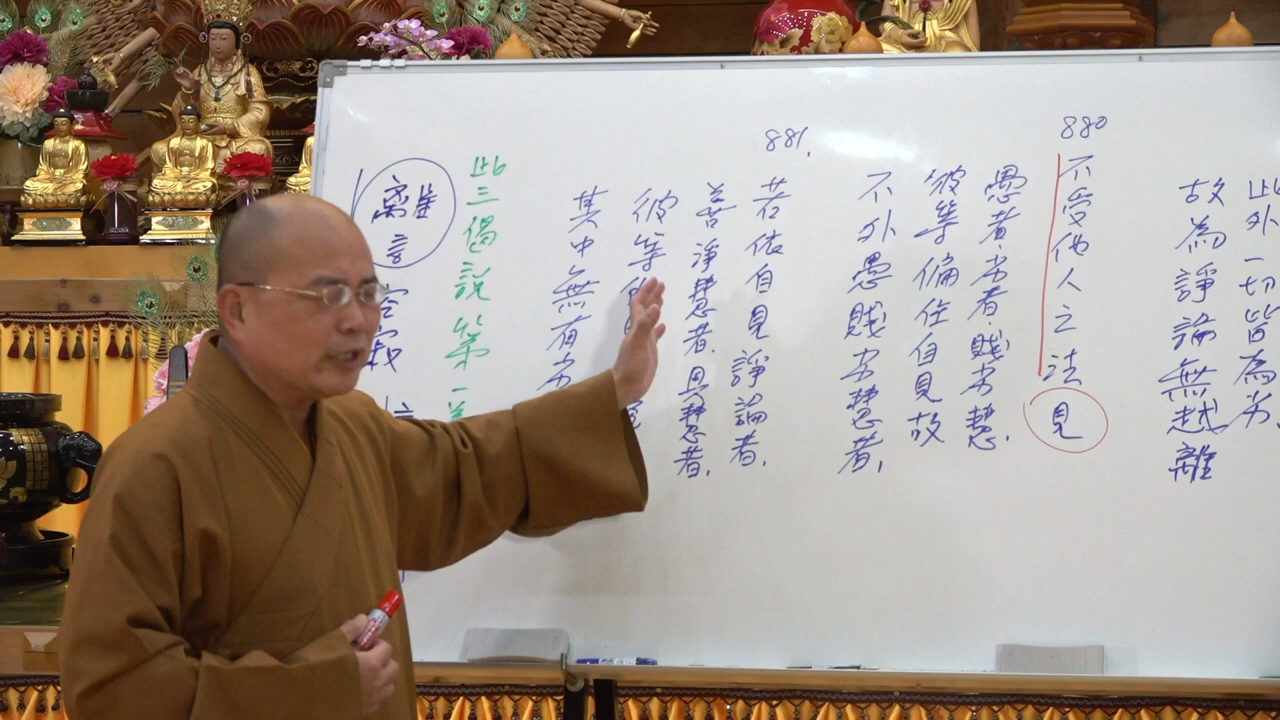 此外一切皆為劣.
故為諍論無越離
880
不受他人之法見
愚者.劣者.賤劣慧.
彼等偏住自見故
不外愚賤劣慧者.
881.
若依自見諍論者.
善淨慧者具慧者.
彼等
其中無有劣
此三偈說第一
離言